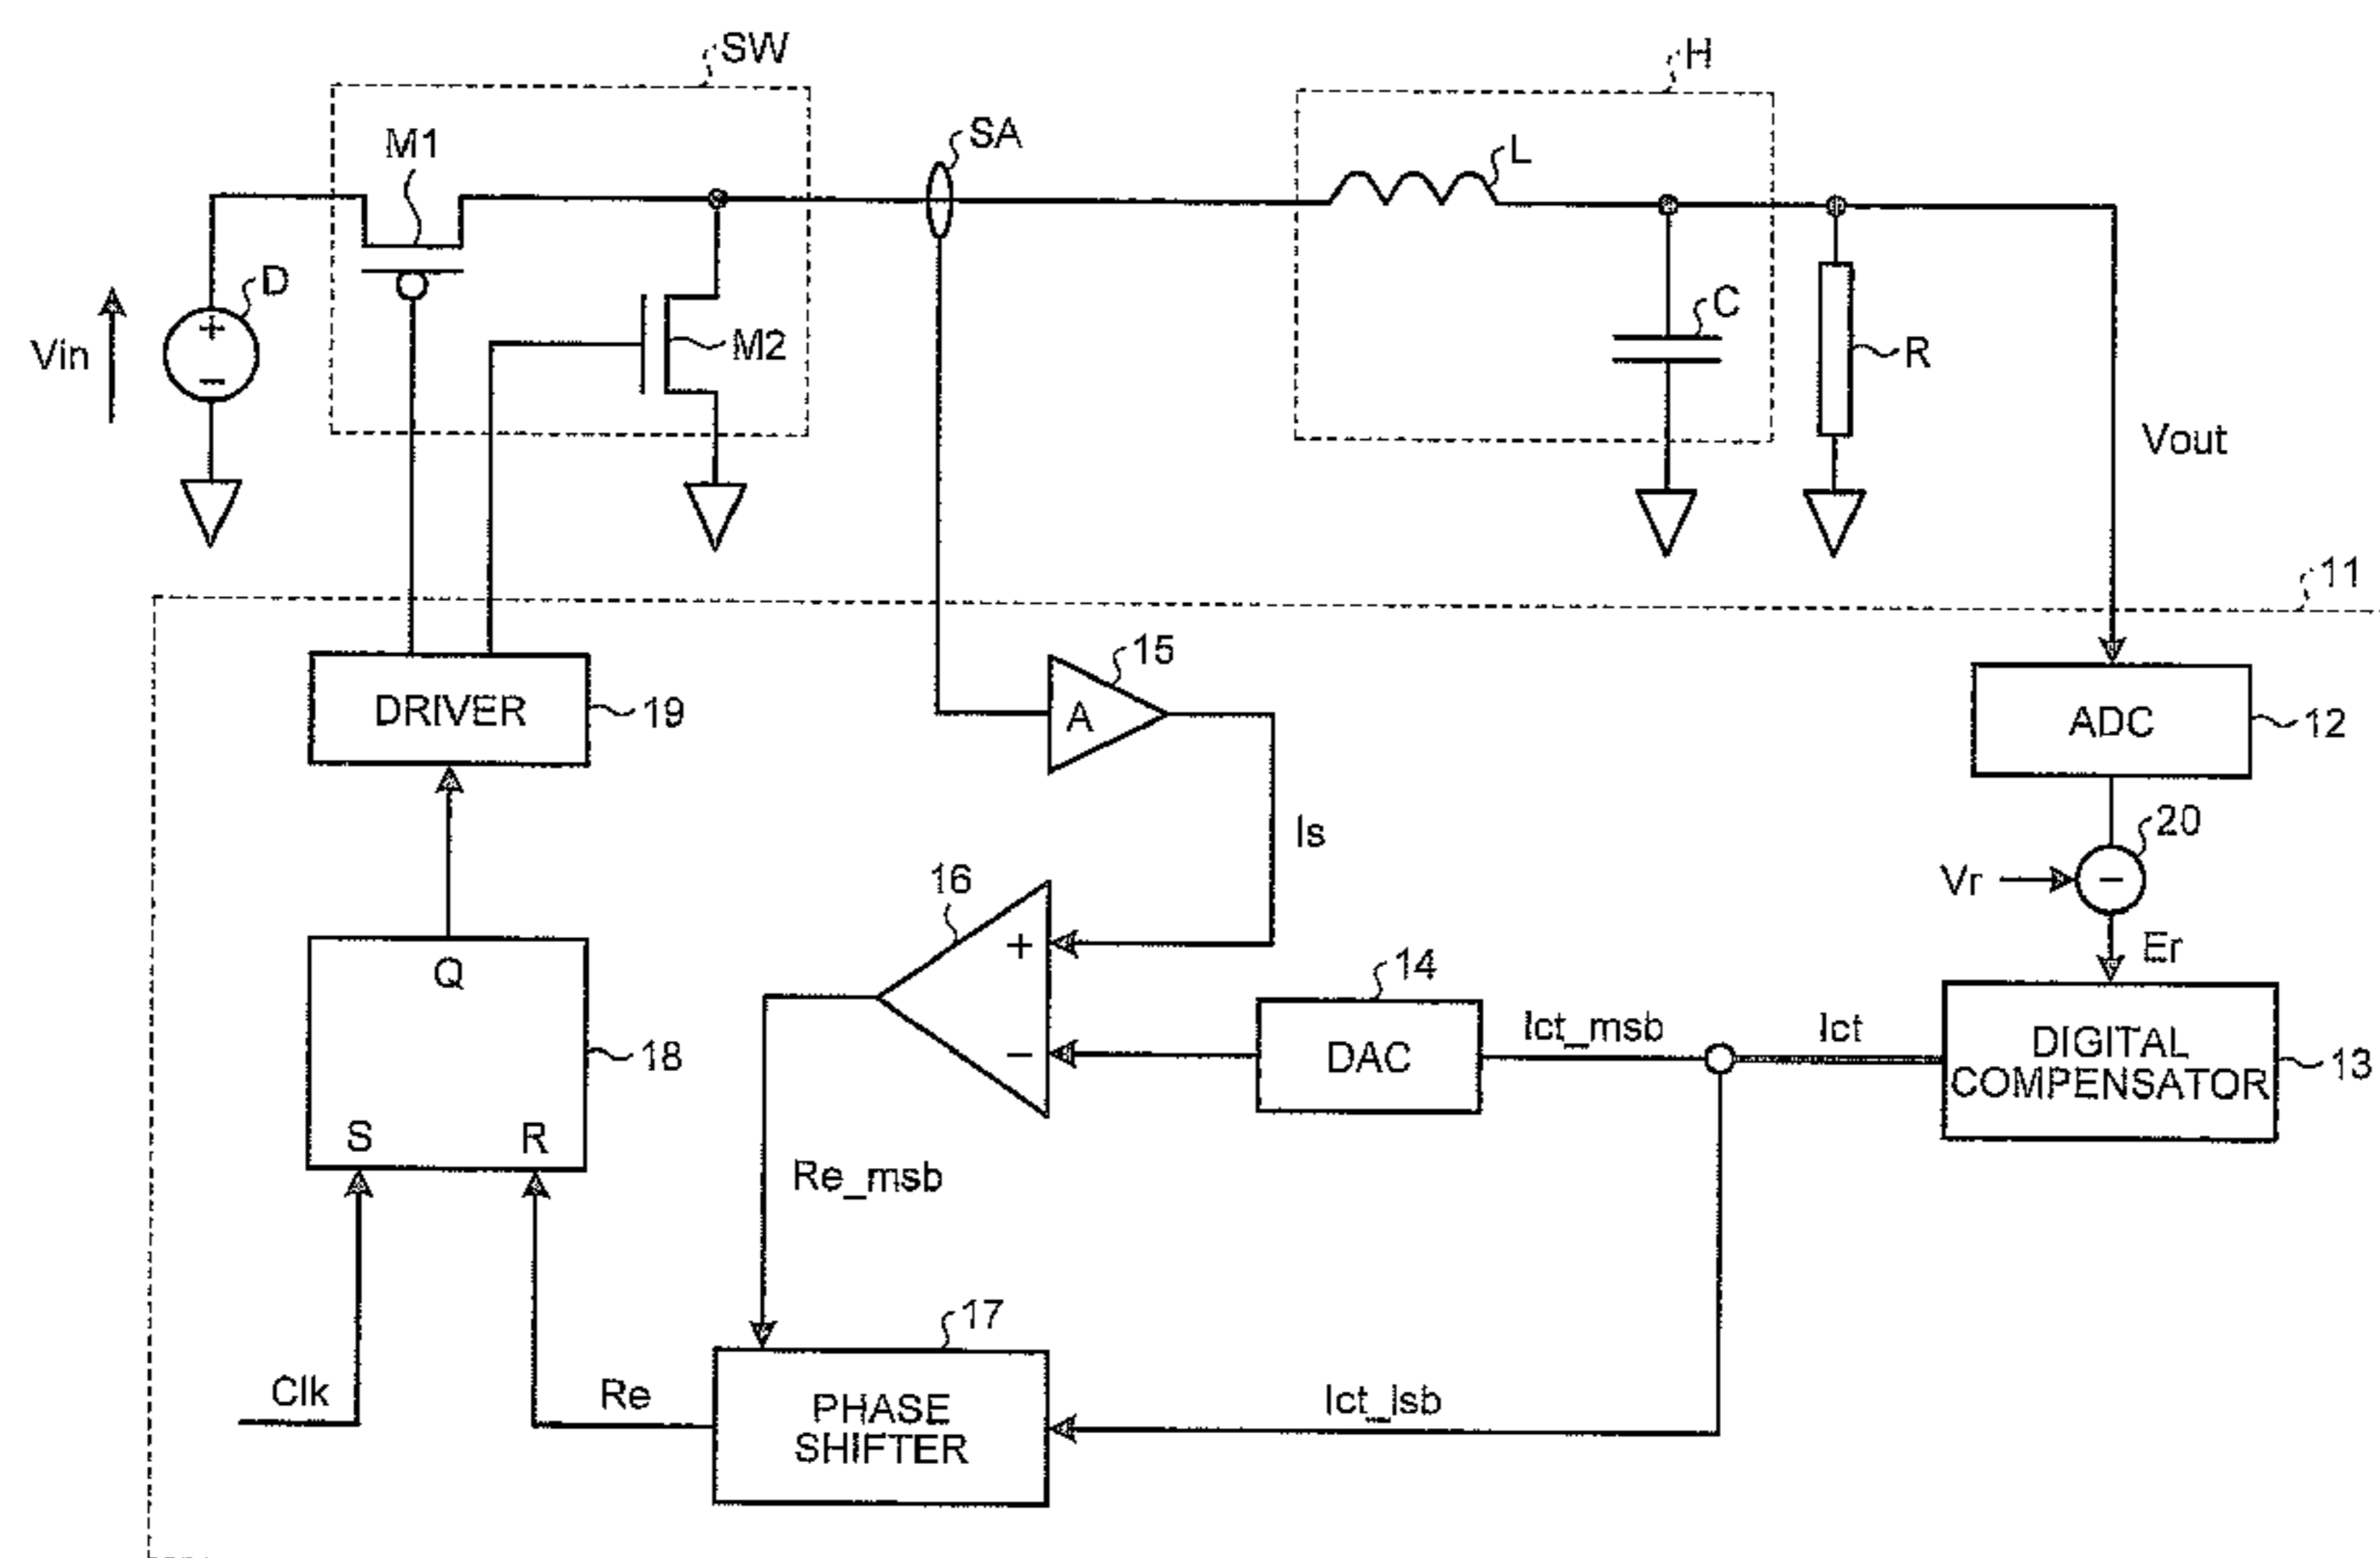 SW
H
M1
SA
L
D
+
−
Vin
M2
C
R
Vout
11
DRIVER
19
15
A
ADC
12
Is
20
Vr
−
Er
16
+
−
14
DAC
Ict_msb
Ict
DIGITAL
COMPENSATOR
13
Q
18
S
R
Re_msb
17
Clk
Re
PHASE
SHIFTER
Ict_lsb